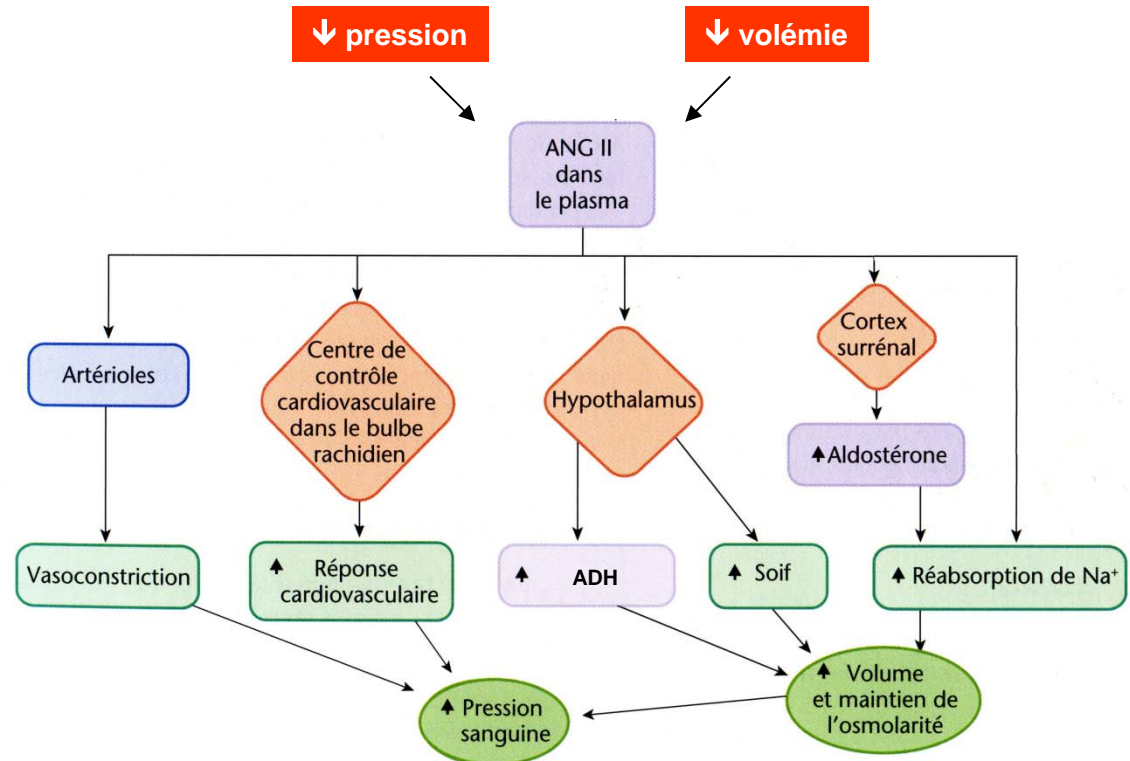 🡫 pression
🡫 volémie
ANG II
dans
le plasma
Artérioles
Centre de
contrôle
cardiovasculaire
dans le bulbe
rachidien
Hypothalamus
Cortex
surrénal
↑Aldostérone
Vasoconstriction
↑ Réponse
cardiovasculaire
↑ ADH
↑ Soif
↑ Réabsorption de Na⁺
↑ Volume
et maintien de
l'osmolarité
↑ Pression
sanguine